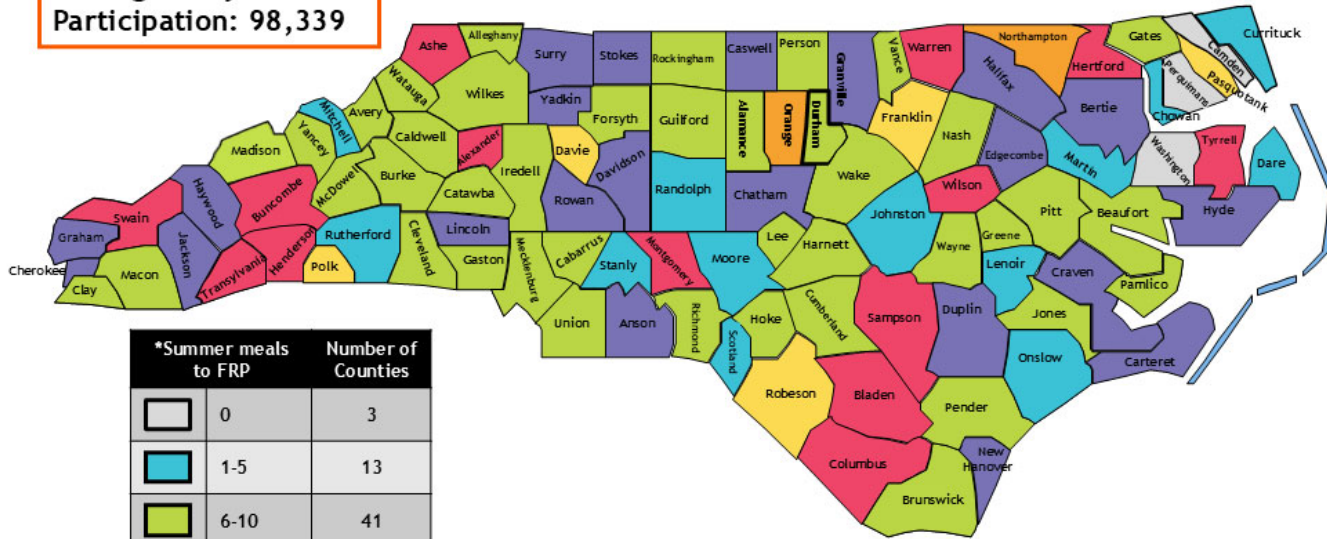 Participation: 98,339
Ashe
Alleghany
Surry
Stokes
Rockingham
Caswell
Person
Granville
Vance
Warren
Northampton
Hertford
Gates
Camden
Currituck
Pasquotank
Perquimans
Chowan
Halifax
Bertie
Watauga
Wilkes
Yadkin
Forsyth
Guilford
Alamance
Orange
Durham
Franklin
Nash
Edgecombe
Martin
Washington
Tyrrell
Dare
Mitchell
Avery
Caldwell
Alexander
Iredell
Davie
Davidson
Randolph
Chatham
Wake
Wilson
Johnston
Pitt
Beaufort
Hyde
Madison
Yancey
McDowell
Burke
Catawba
Rowan
Haywood
Buncombe
Swain
Graham
Cherokee
Clay
Macon
Jackson
Transylvania
Henderson
Polk
Rutherford
Cleveland
Lincoln
Gaston
Mecklenburg
Cabarrus
Stanly
Montgomery
Moore
Lee
Harnett
Wayne
Greene
Lenoir
Craven
Pamlico
Jones
Union
Anson
Richmond
Scotland
Hoke
Cumberland
Sampson
Duplin
Onslow
Carteret
Robeson
Bladen
Pender
Columbus
New
Hanover
Brunswick
*Summer meals
to FRP
Number of
Counties
0 3
1-5 13
6-10 41